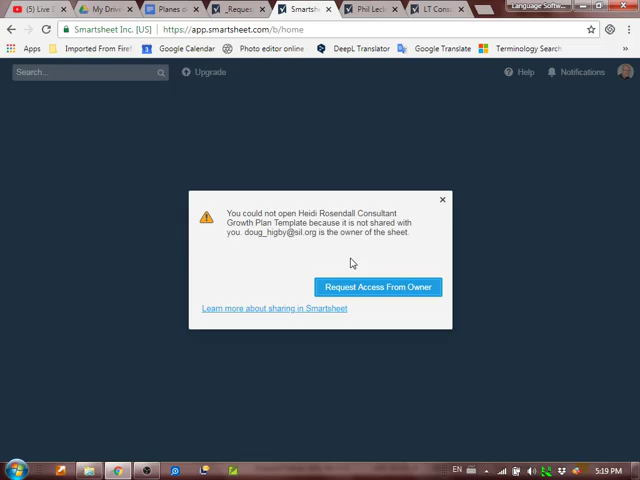 (5) Live S
My Drive
Planes d
_Reques
Smartsh
Phil Leck
LT Consu
Language Softw...
Smartsheet Inc. [US]
https://app.smartsheet.com/b/home
Apps
Imported From Firef
Google Calendar
Photo editor online
DeepL Translator
Google Translate
Terminology Search
Search...
Upgrade
Help
Notifications
You could not open Heidi Rosendall Consultant
Growth Plan Template because it is not shared with
you. doug_higby@sil.org is the owner of the sheet.
Request Access From Owner
Learn more about sharing in Smartsheet
EN
5:19 PM